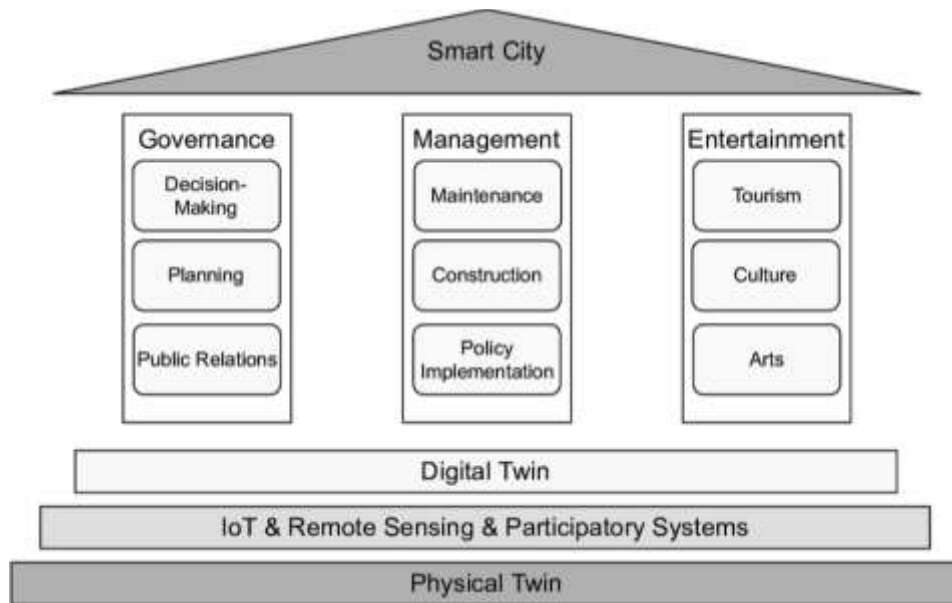 Smart City
Governance
Decision-
Making
Planning
Public Relations
Management
Maintenance
Construction
Policy
Implementation
Entertainment
Tourism
Culture
Arts
Digital Twin
IoT & Remote Sensing & Participatory Systems
Physical Twin